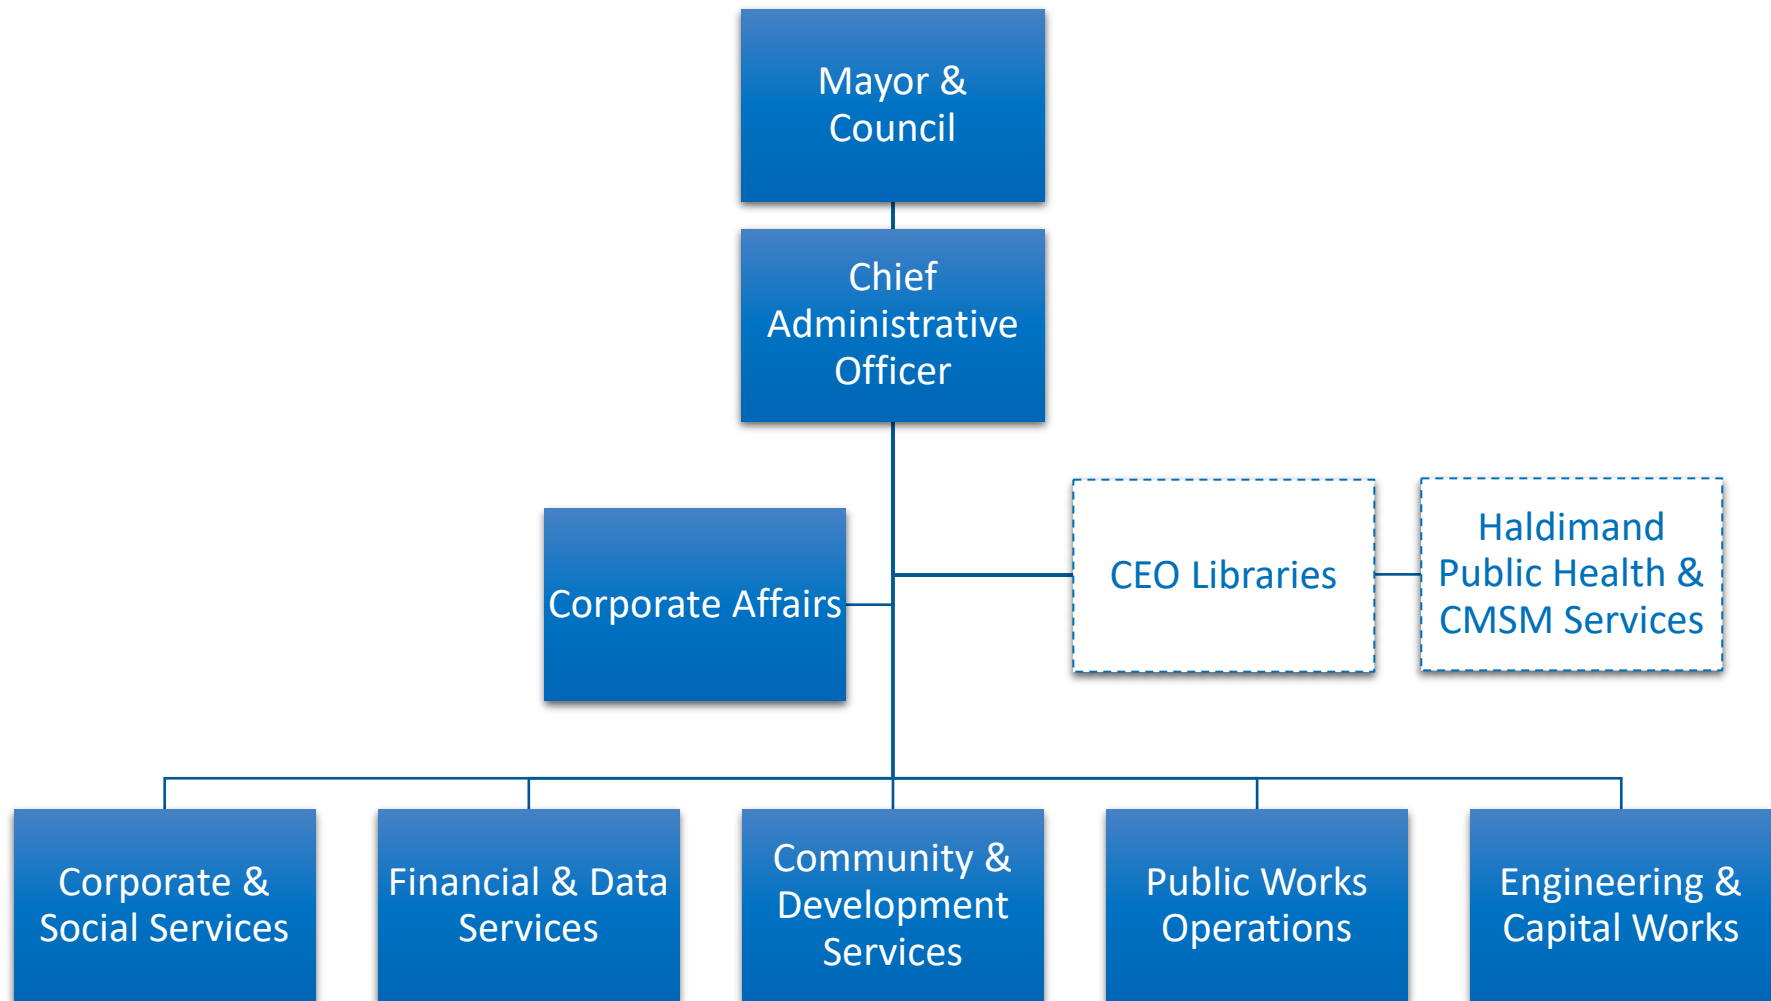 Mayor &
Council
Chief
Administrative
Officer
Corporate Affairs
CEO Libraries
Haldimand
Public Health &
CMSM Services
Corporate &
Social Services
Financial & Data
Services
Community &
Development
Services
Public Works
Operations
Engineering &
Capital Works